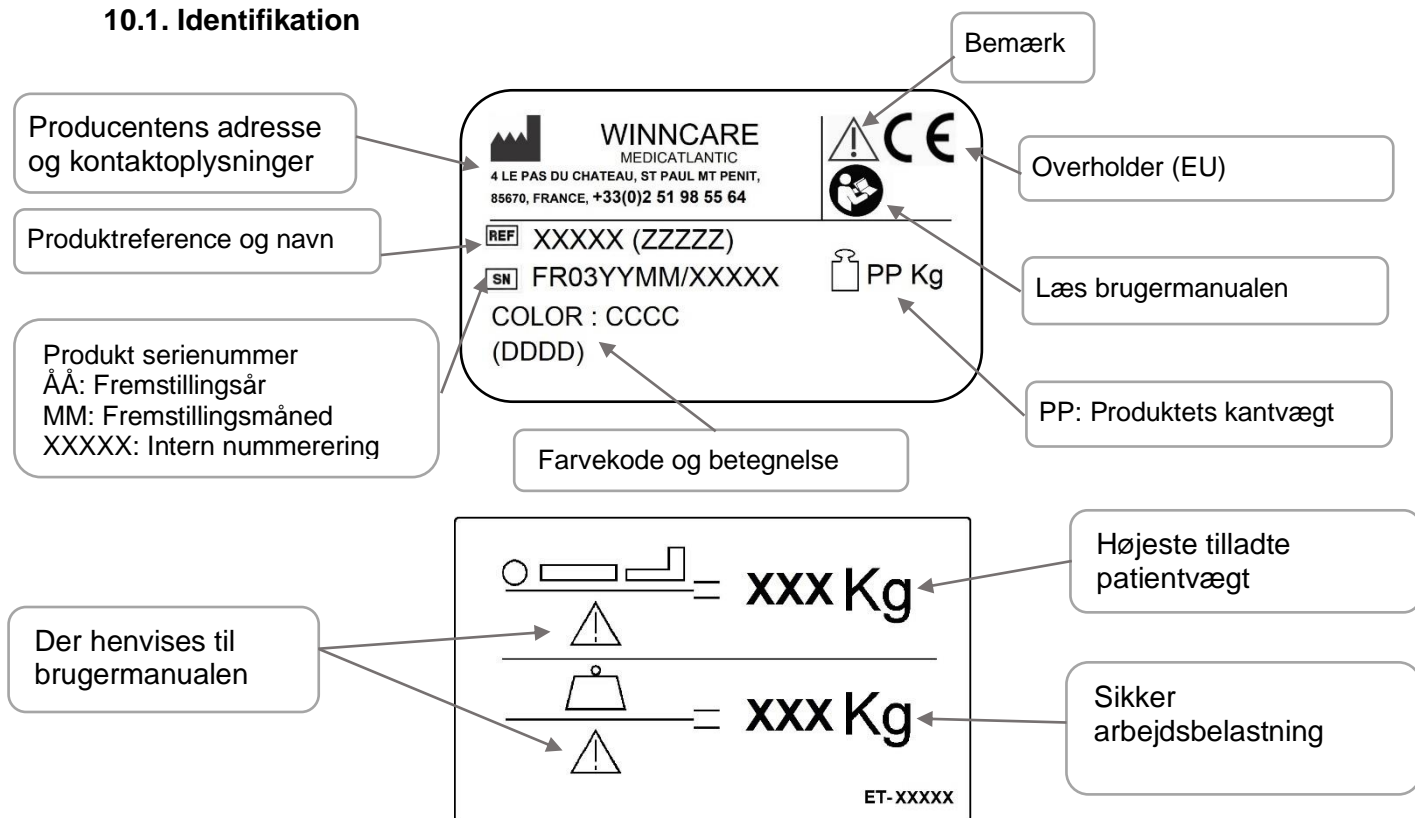 10.1. Identifikation
Bemærk
Producentens adresse
og kontaktoplysninger
WINNCARE
MEDICATLANTIC
4 LE PAS DU CHATEAU, ST PAUL MT PENIT,
85670, FRANCE, +33(0)2 51 98 55 64
CE
Overholder (EU)
Produktreference og navn
REF XXXXX (ZZZZZ)
SN FR03YYMM/XXXXX
PP Kg
COLOR : CCCC
(DDDD)
Læs brugermanualen
Produkt serienummer
ÅÅ: Fremstillingsår
MM: Fremstillingsmåned
XXXXX: Intern nummerering
PP: Produktets kantvægt
Farvekode og betegnelse
= XXX Kg
Højeste tilladte
patientvægt
Der henvises til
brugermanualen
= XXX Kg
Sikker
arbejdsbelastning
ET-XXXXX